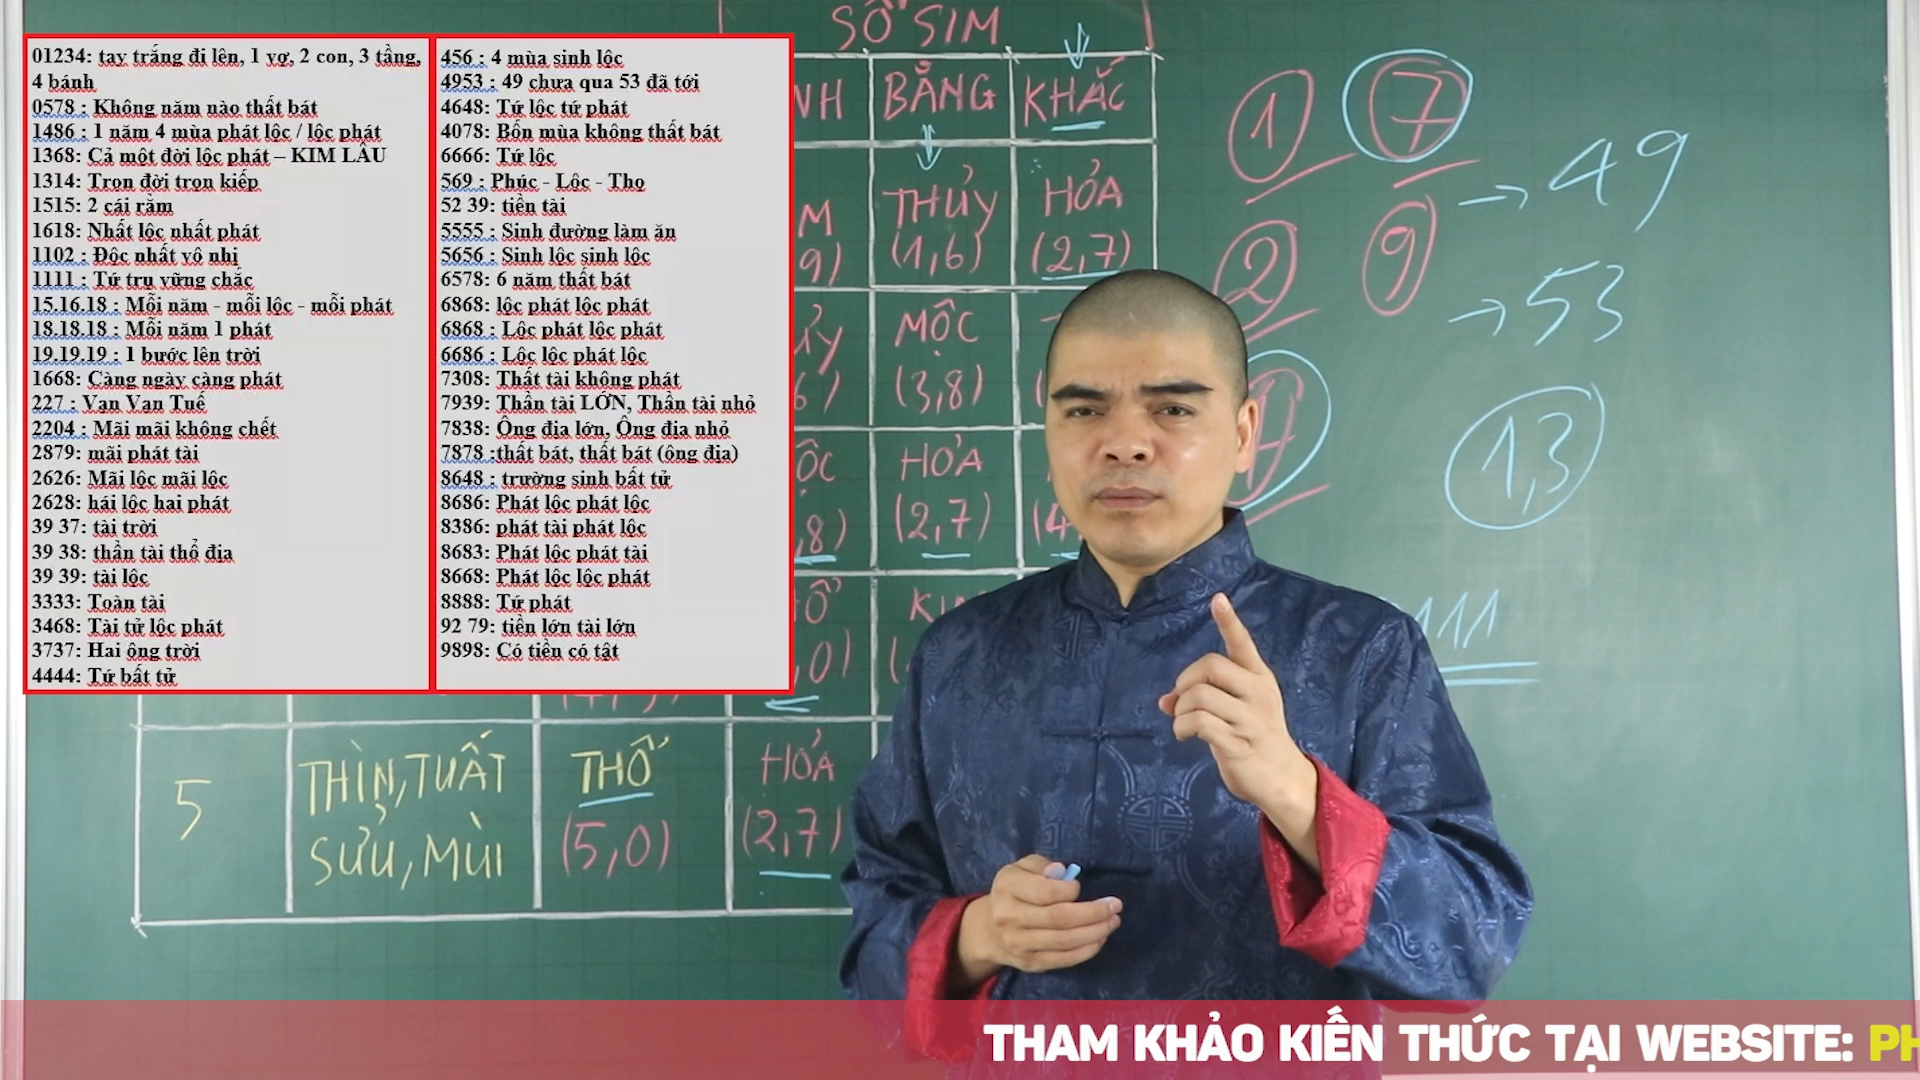 SỐ SIM
01234: tay trắng đi lên, 1 vợ, 2 con, 3 tầng,
4 bánh
0578 : Không năm nào thất bát
1486 : 1 năm 4 mùa phát lộc / lộc phát
1368: Cả một đời lộc phát – KIM LÂU
1314: Trọn đời trọn kiếp
1515: 2 cái rằm
1618: Nhất lộc nhất phát
1102 : Độc nhất vô nhị
1111 : Tứ trụ vững chắc
15.16.18 : Mỗi năm - mỗi lộc - mỗi phát
18.18.18 : Mỗi năm 1 phát
19.19.19 : 1 bước lên trời
1668: Càng ngày càng phát
227 : Vạn Vạn Tuế
2204 : Mãi mãi không chết
2879: mãi phát tài
2626: Mãi lộc mãi lộc
2628: hái lộc hai phát
39 37: tài trời
39 38: thần tài thổ địa
39 39: tài lộc
3333: Toàn tài
3468: Tài tử lộc phát
3737: Hai ông trời
4444: Tứ bất tử
456 : 4 mùa sinh lộc
4953 : 49 chưa qua 53 đã tới
4648: Tứ lộc tứ phát
4078: Bốn mùa không thất bát
6666: Tứ lộc
569 : Phúc - Lộc - Thọ
52 39: tiền tài
5555 : Sinh đường làm ăn
5656 : Sinh lộc sinh lộc
6578: 6 năm thất bát
6868: lộc phát lộc phát
6868 : Lộc phát lộc phát
6686 : Lộc lộc phát lộc
7308: Thất tài không phát
7939: Thần tài LỚN, Thần tài nhỏ
7838: Ông địa lớn, Ông địa nhỏ
7878 :thất bát, thất bát (ông địa)
8648 : trường sinh bất tử
8686: Phát lộc phát lộc
8386: phát tài phát lộc
8683: Phát lộc phát tài
8668: Phát lộc lộc phát
8888: Tứ phát
92 79: tiền lớn tài lớn
9898: Có tiền có tật
NH BẰNG KHẮC
M THỦY HỎA
9) (1,6) (2,7)
MỘC
(3,8)
ỘC HỎA
,8) (2,7)
,0)
5 THÌN,TUẤT THỔ HỎA
SỬU,MÙI (5,0) (2,7)
1 7
2 9
→ 49
→ 53
1,3
111
THAM KHẢO KIẾN THỨC TẠI WEBSITE: PH